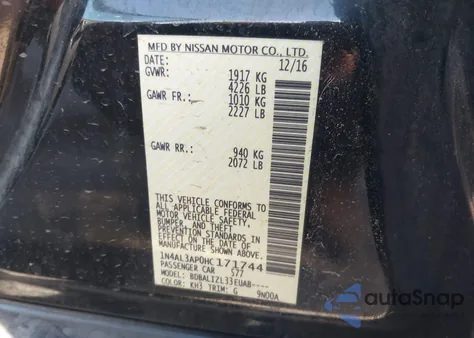 MFD BY NISSAN MOTOR CO., LTD.
DATE: 12/16
GVWR: 1917 KG
4226 LB
GAWR FR.: 1010 KG
2227 LB
GAWR RR.: 940 KG
2072 LB
THIS VEHICLE CONFORMS TO
ALL APPLICABLE FEDERAL
MOTOR VEHICLE SAFETY,
BUMPER, AND THEFT
PREVENTION STANDARDS IN
EFFECT ON THE DATE OF
MANUFACTURE SHOWN ABOVE.
1N4AL3AP0HC171744
PASSENGER CAR S77
MODEL: BDBALIZL33EUAB----
COLOR: KH3 TRIM: G 9N00A
autoSnap